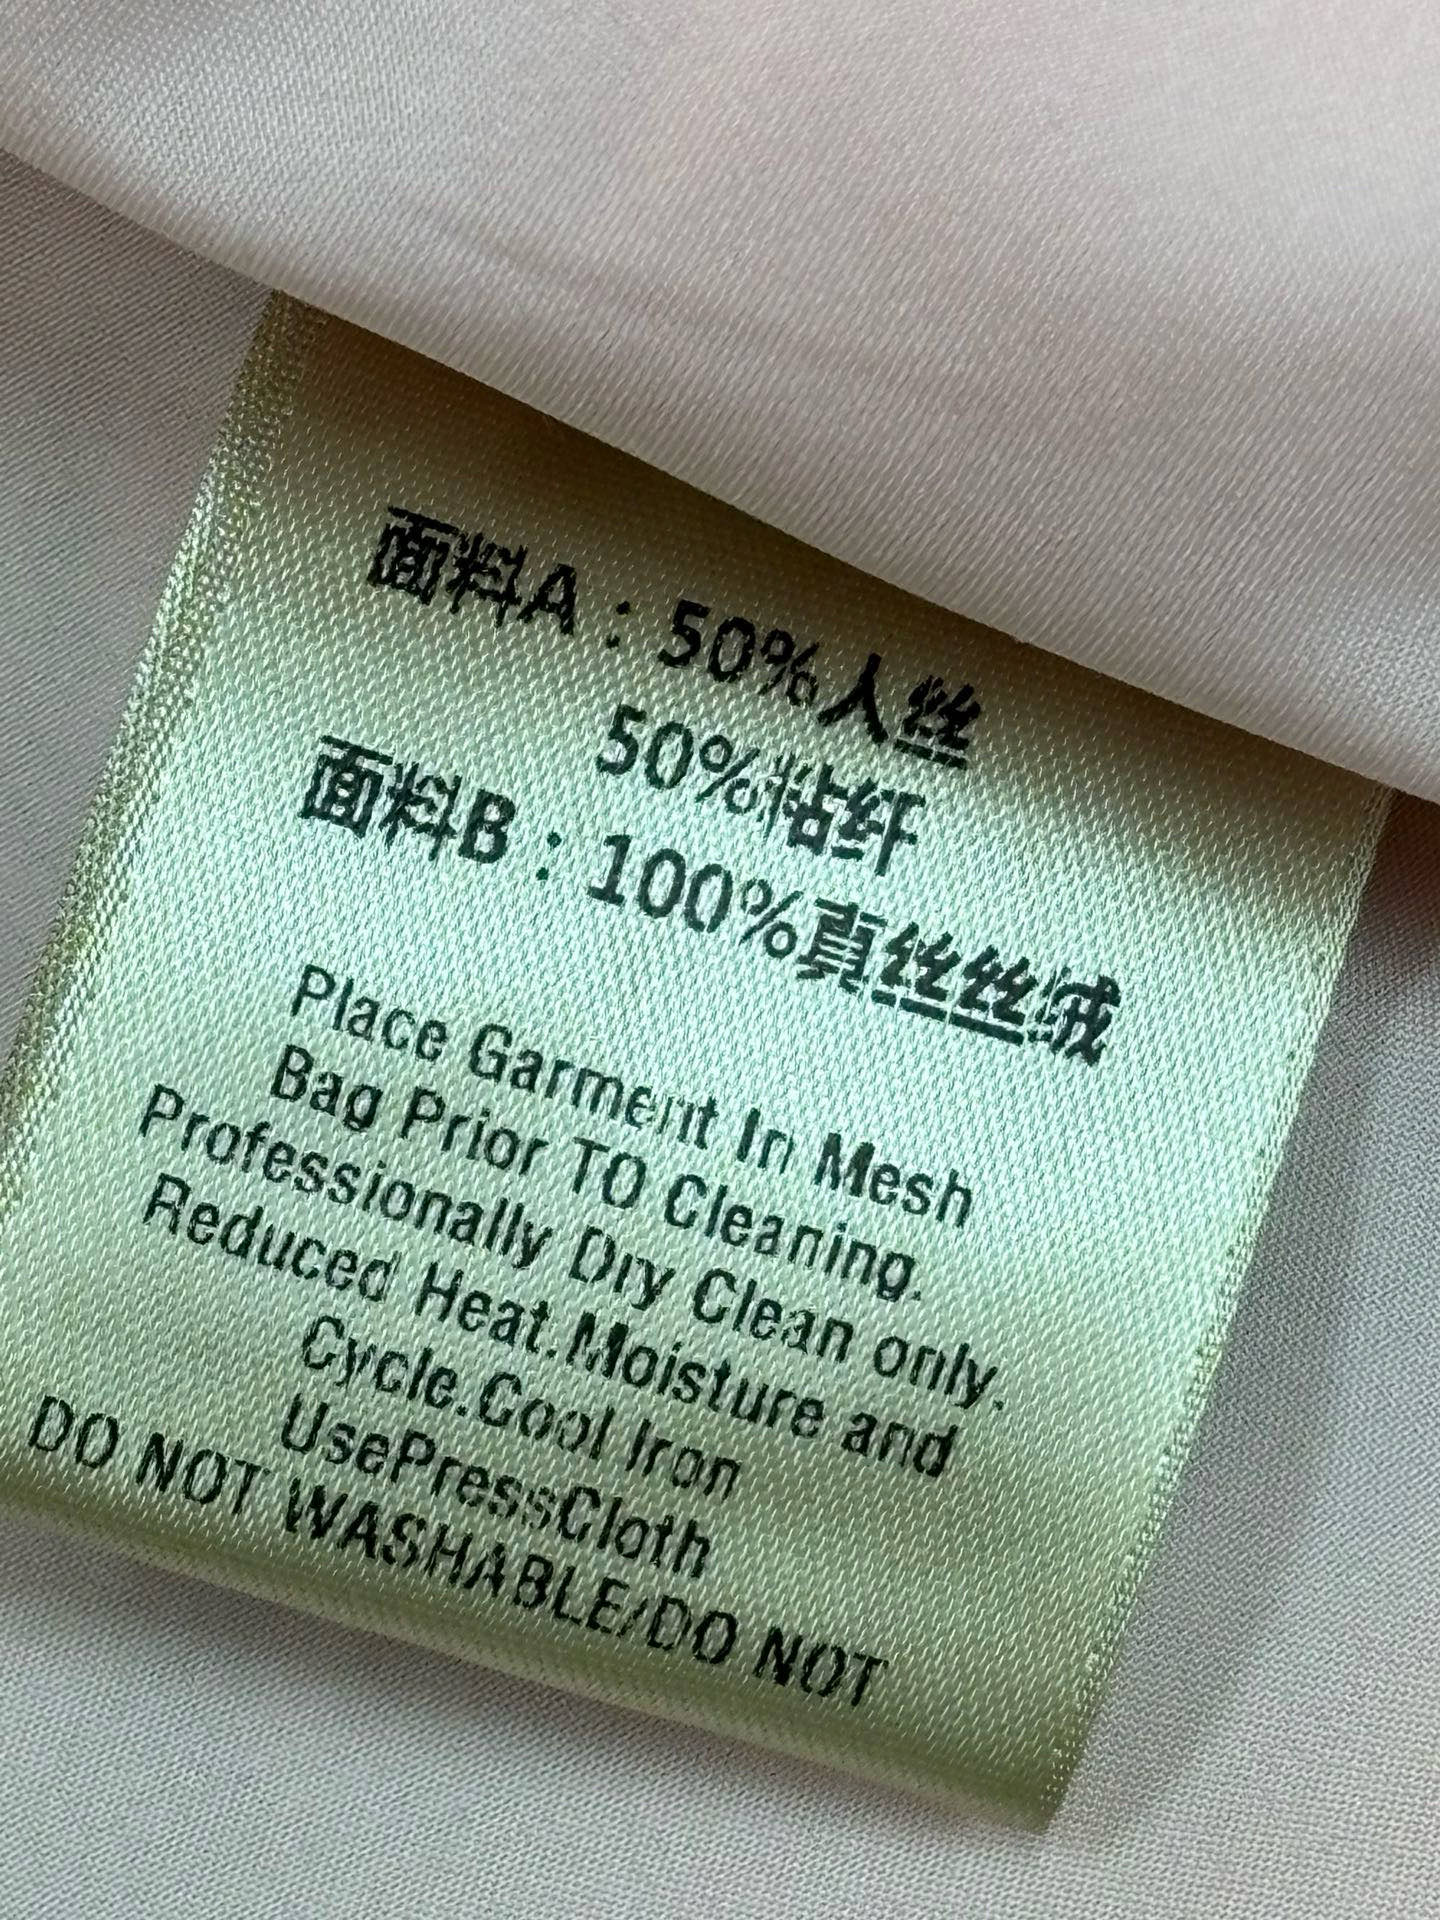 面料A：50%人丝
50%粘纤
面料B：100%真丝丝绒
Place Garment In Mesh
Bag Prior TO Cleaning.
Professionally Dry Clean only.
Reduced Heat.Moisture and
Cycle.Cool Iron
UsePressCloth
DO NOT WASHABLE/DO NOT